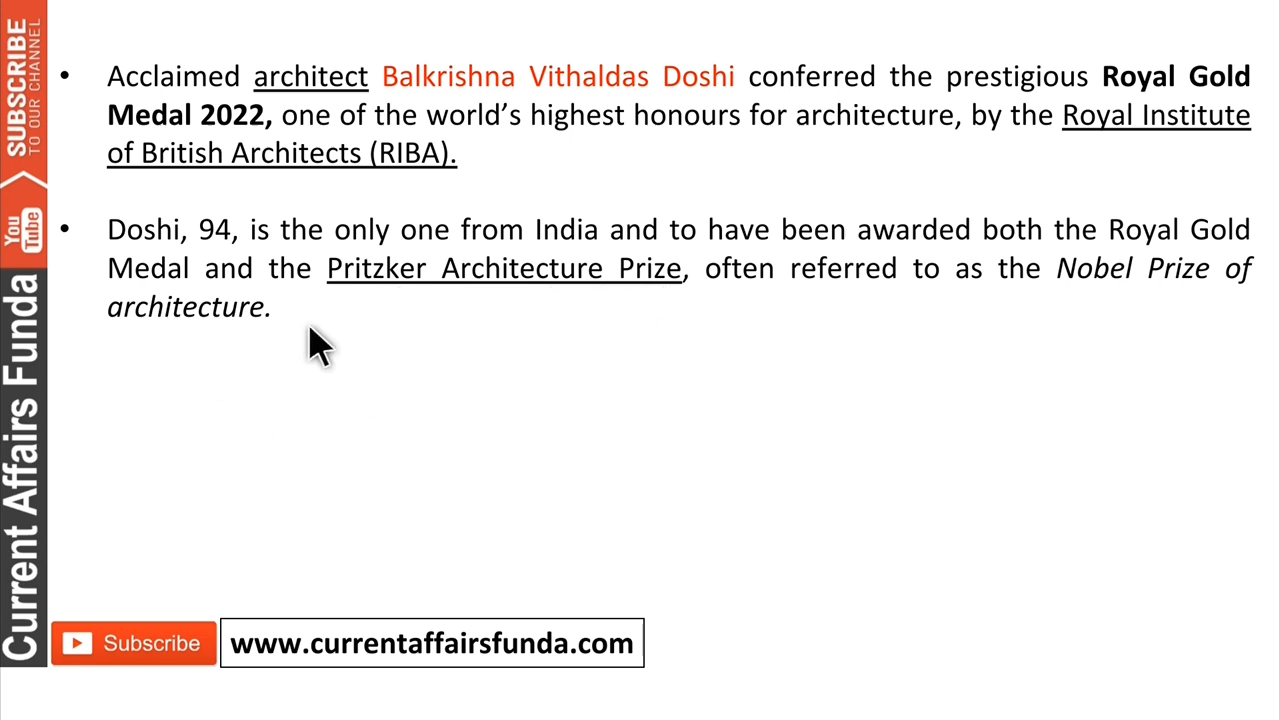 • Acclaimed architect Balkrishna Vithaldas Doshi conferred the prestigious Royal Gold
Medal 2022, one of the world's highest honours for architecture, by the Royal Institute
of British Architects (RIBA).
• Doshi, 94, is the only one from India and to have been awarded both the Royal Gold
Medal and the Pritzker Architecture Prize, often referred to as the Nobel Prize of
architecture.
SUBSCRIBE
TO OUR CHANNEL
You
Tube
Current Affairs Funda
Subscribe
www.currentaffairsfunda.com